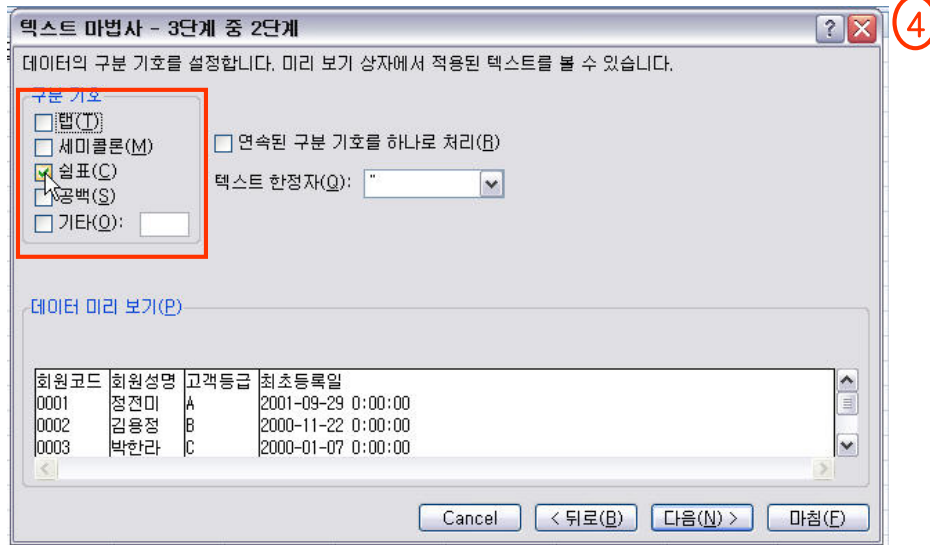 텍스트 마법사 - 3단계 중 2단계
④
데이터의 구분 기호를 설정합니다. 미리 보기 상자에서 적용된 텍스트를 볼 수 있습니다.
구분 기호
탭(T)
세미콜론(M)
쉼표(C)
공백(S)
기타(O):
연속된 구분 기호를 하나로 처리(R)
텍스트 한정자(Q): "
데이터 미리 보기(P)
회원코드 회원성명 고객등급 최초등록일
0001 정전미 A 2001-09-29 0:00:00
0002 김용정 B 2000-11-22 0:00:00
0003 박한라 C 2000-01-07 0:00:00
Cancel < 뒤로(B) 다음(N) > 마침(F)